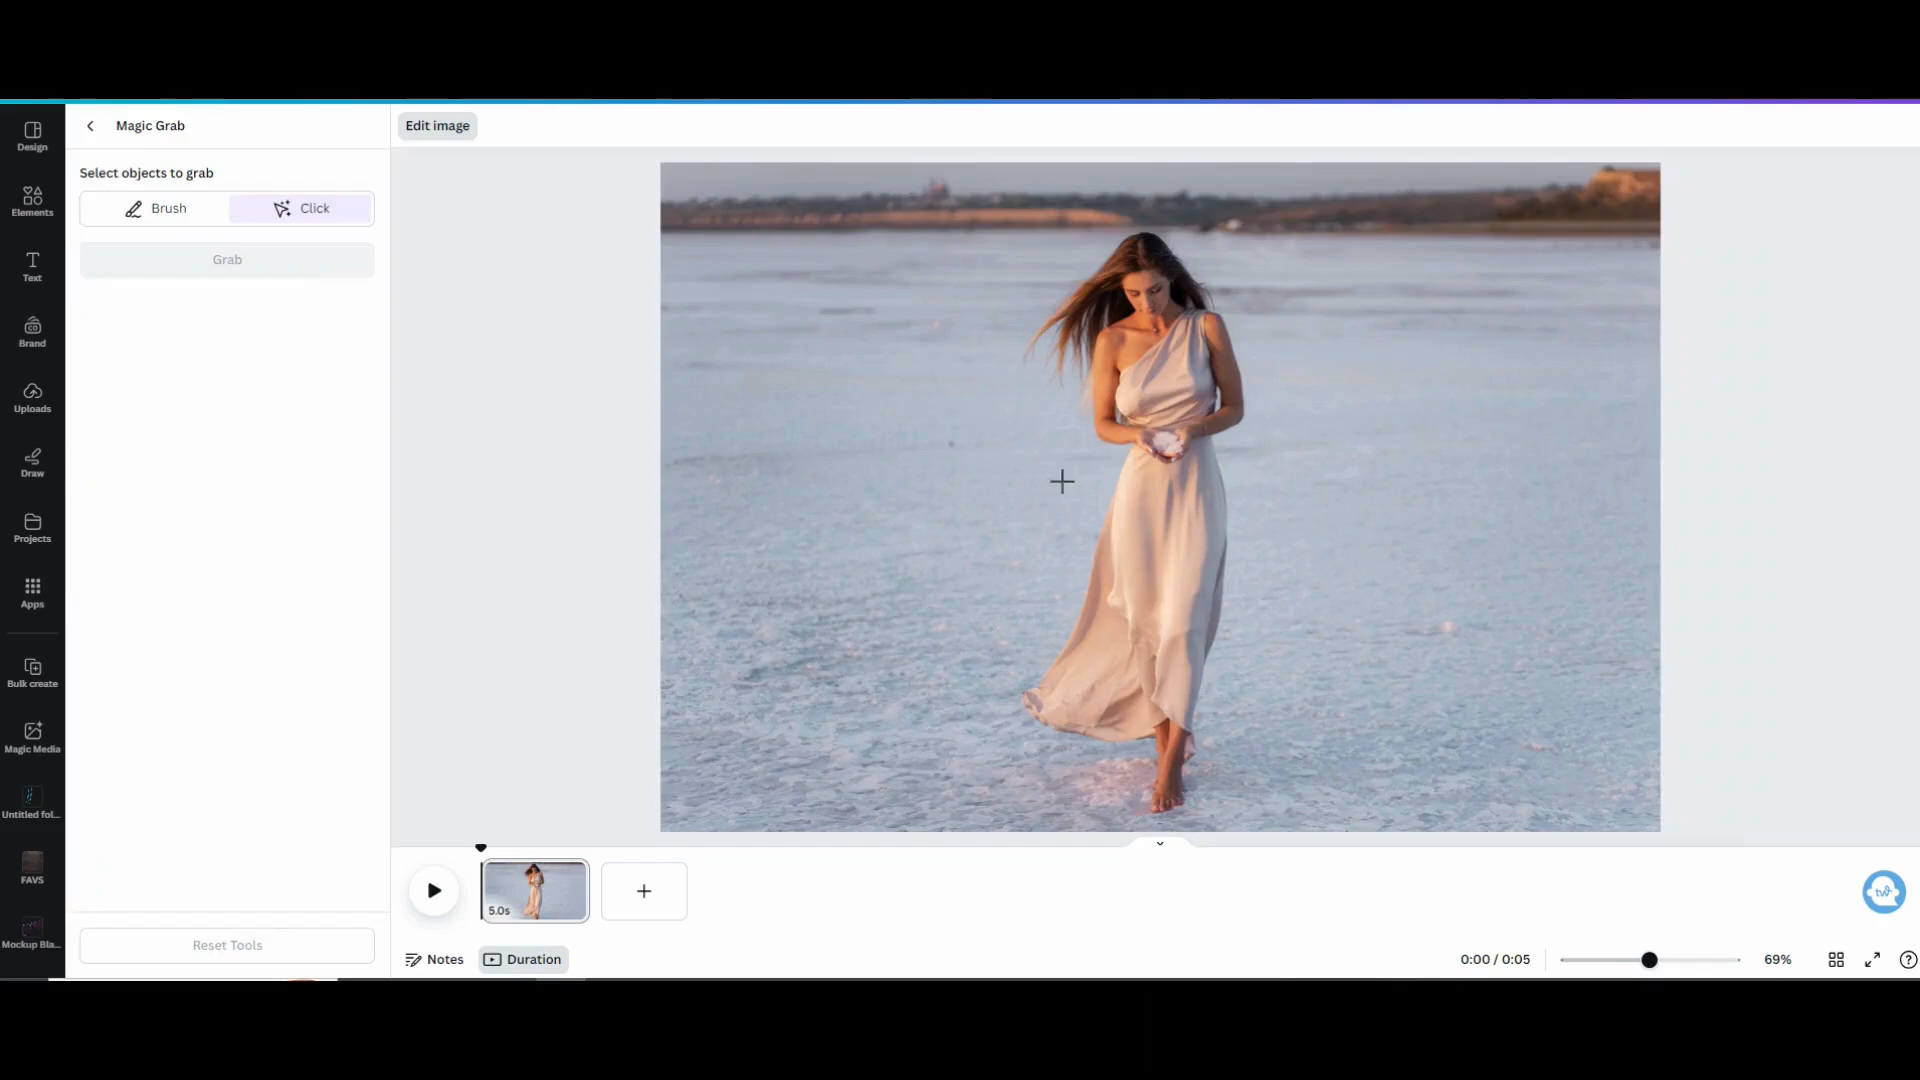 Design
Elements
Text
Brand
Uploads
Draw
Projects
Apps
Bulk create
Magic Media
Untitled fol...
FAVS
Mockup Bla...
Magic Grab
Select objects to grab
Brush
Click
Grab
Reset Tools
Edit image
5.0s
Notes
Duration
0:00 / 0:05
69%